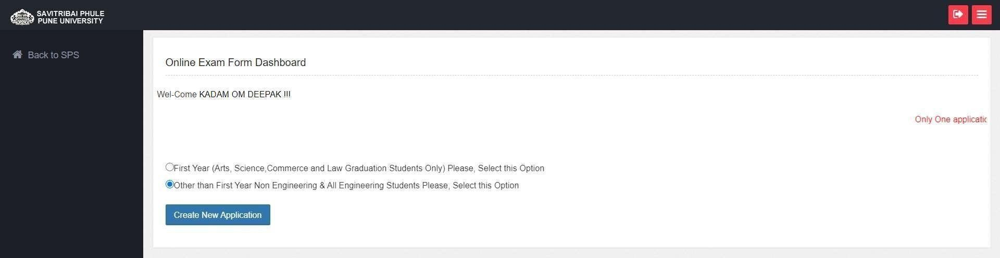 SAVITRIBAI PHULE
PUNE UNIVERSITY
Back to SPS
Online Exam Form Dashboard
Wel-Come KADAM OM DEEPAK !!!
Only One applicatic
First Year (Arts, Science,Commerce and Law Graduation Students Only) Please, Select this Option
Other than First Year Non Engineering & All Engineering Students Please, Select this Option
Create New Application